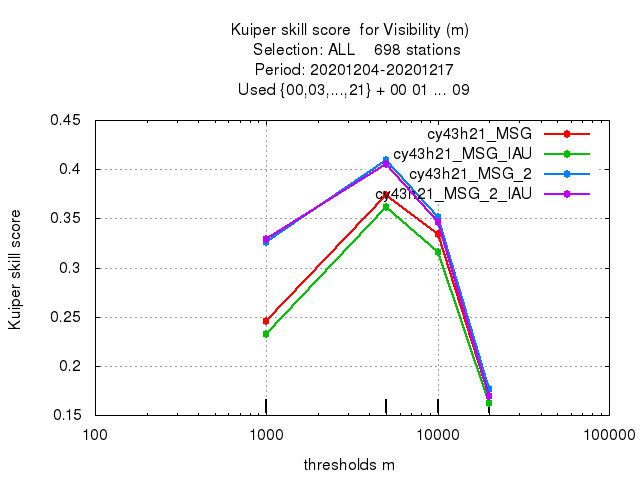 Kuiper skill score  for Visibility (m)
Selection: ALL    698 stations
Period: 20201204-20201217
Used {00,03,...,21} + 00 01 ... 09
Kuiper skill score
0.45
0.4
0.35
0.3
0.25
0.2
0.15
cy43h21_MSG
cy43h21_MSG_IAU
cy43h21_MSG_2
cy43h21_MSG_2_IAU
100 1000 10000 100000
thresholds m